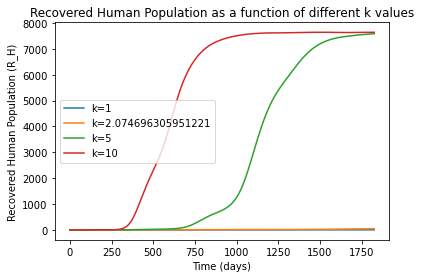 Recovered Human Population as a function of different k values
Recovered Human Population (R_H)
8000
7000
6000
5000
4000
3000
2000
1000
0
k=1
k=2.074696305951221
k=5
k=10
0 250 500 750 1000 1250 1500 1750
Time (days)